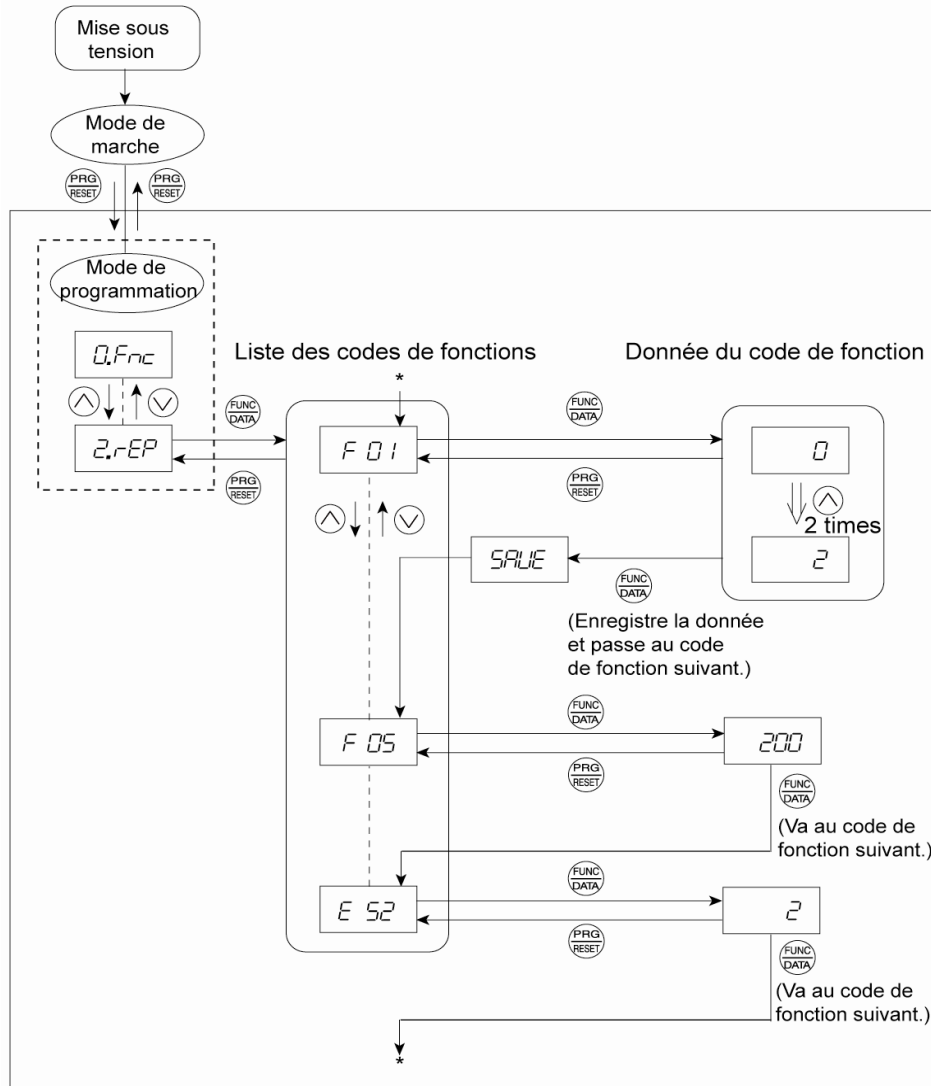 Mise sous
tension
Mode de
marche
PRG
RESET
PRG
RESET
Mode de
programmation
0.Fnc
Liste des codes de fonctions
Donnée du code de fonction
*
FUNC
DATA
FUNC
DATA
2.rEP
F 01
0
PRG
RESET
PRG
RESET
2 times
SAVE
2
FUNC
DATA
(Enregistre la donnée
et passe au code
de fonction suivant.)
FUNC
DATA
F 05
200
PRG
RESET
FUNC
DATA
(Va au code de
fonction suivant.)
FUNC
DATA
E 52
2
PRG
RESET
FUNC
DATA
(Va au code de
fonction suivant.)
*